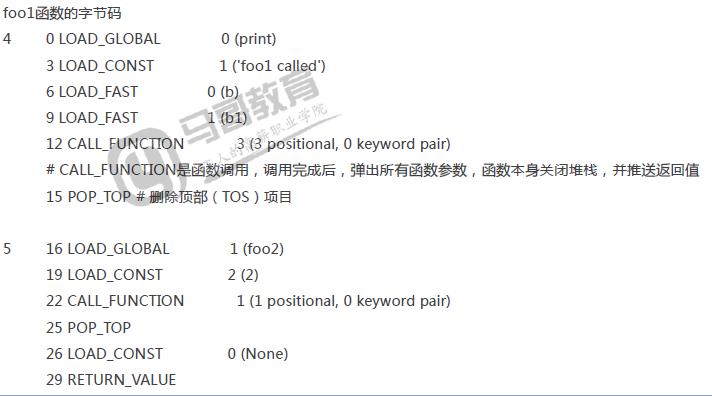 foo1函数的字节码
4 0 LOAD_GLOBAL 0 (print)
3 LOAD_CONST 1 ('foo1 called')
6 LOAD_FAST 0 (b)
9 LOAD_FAST 1 (b1)
12 CALL_FUNCTION 3 (3 positional, 0 keyword pair)
# CALL_FUNCTION是函数调用，调用完成后，弹出所有函数参数，函数本身关闭堆栈，并推送返回值
15 POP_TOP # 删除顶部（TOS）项目
5 16 LOAD_GLOBAL 1 (foo2)
19 LOAD_CONST 2 (2)
22 CALL_FUNCTION 1 (1 positional, 0 keyword pair)
25 POP_TOP
26 LOAD_CONST 0 (None)
29 RETURN_VALUE
马哥教育
人的高薪职业学院